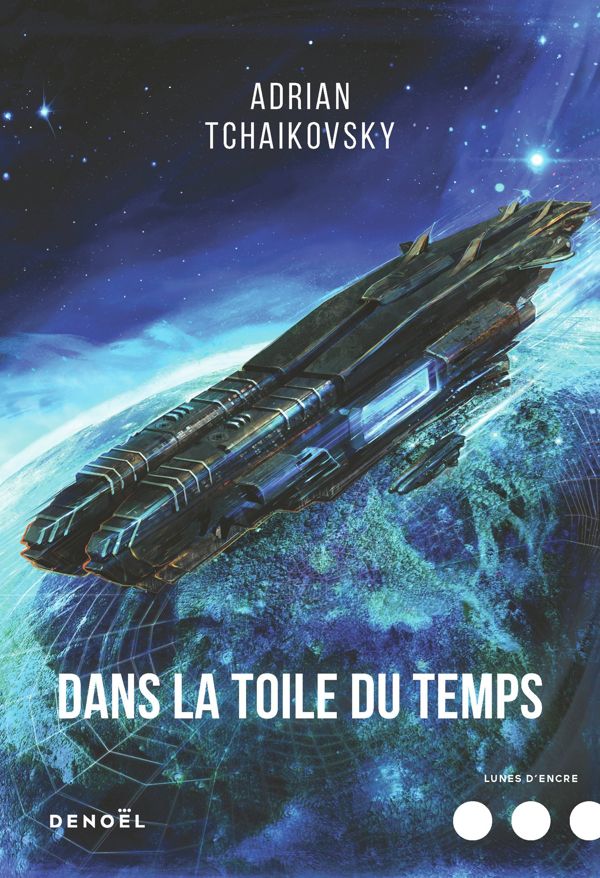 ADRIAN
TCHAIKOVSKY
DANS LA TOILE DU TEMPS
LUNES D'ENCRE
DENOËL